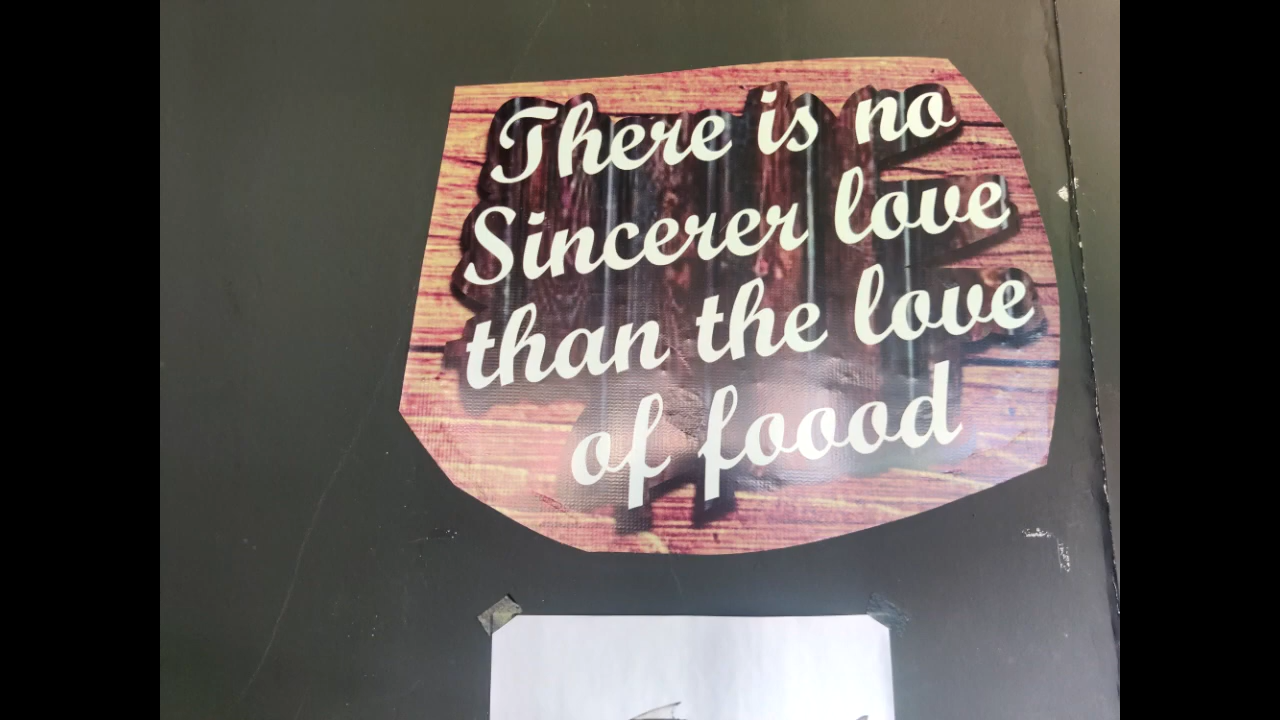 There is no
Sincerer love
than the love
of foood